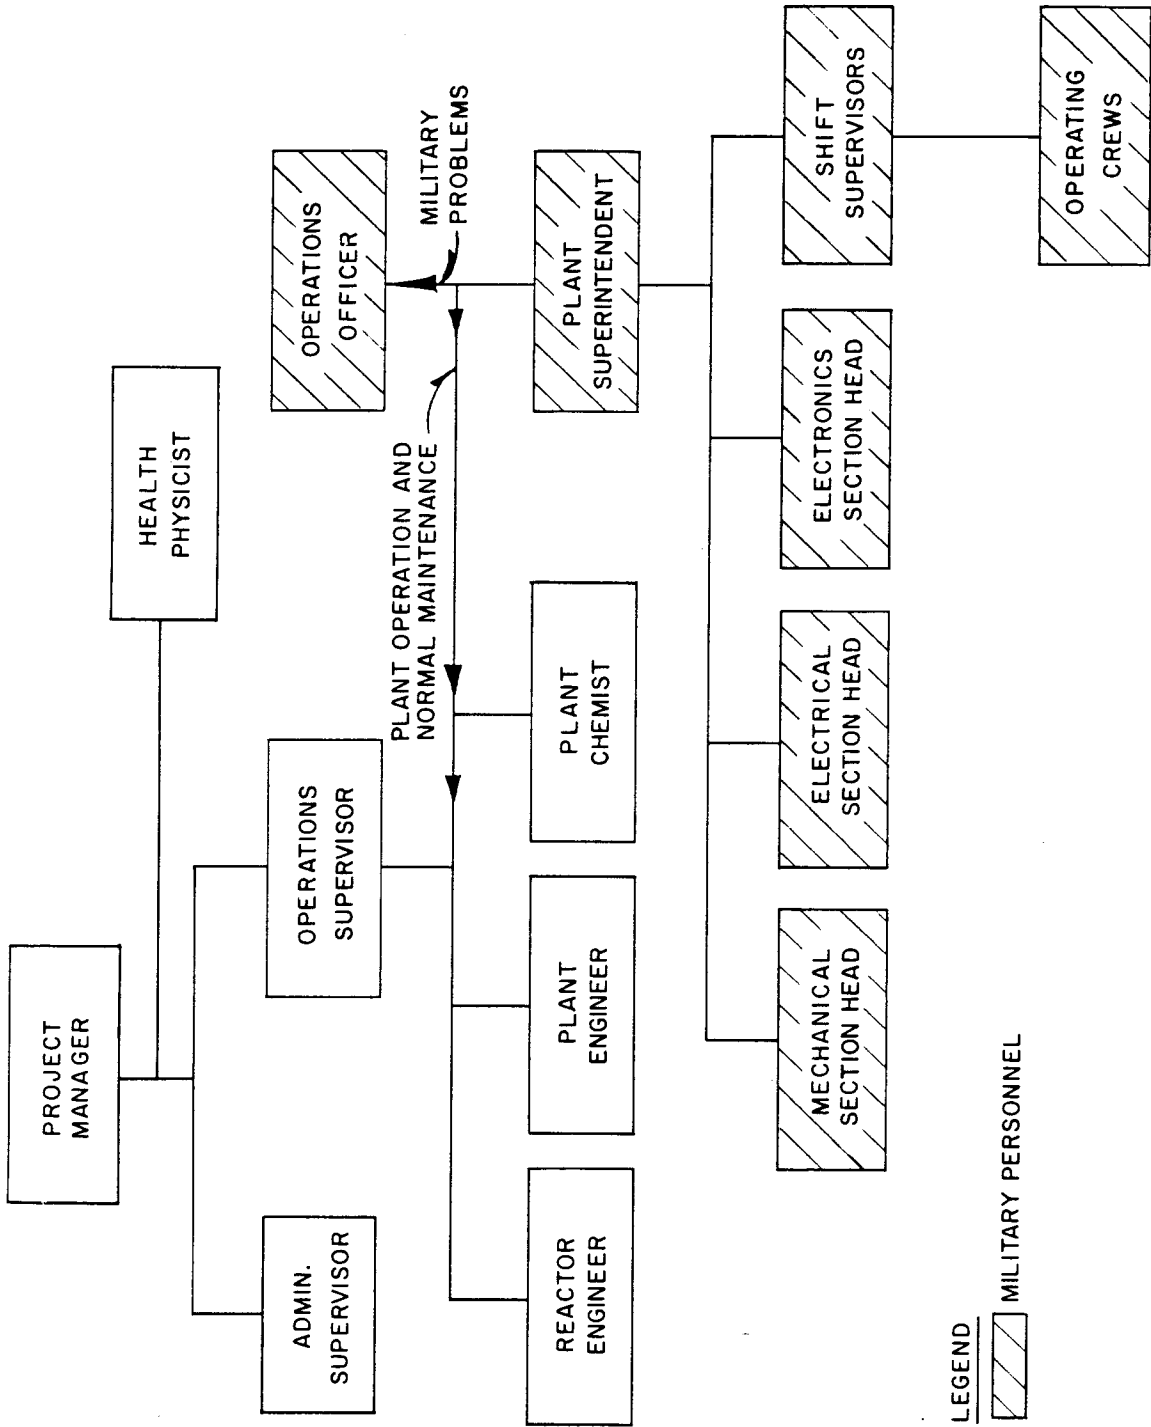 PROJECT
MANAGER
HEALTH
PHYSICIST
ADMIN.
SUPERVISOR
OPERATIONS
SUPERVISOR
OPERATIONS
OFFICER
PLANT OPERATION AND
NORMAL MAINTENANCE
MILITARY
PROBLEMS
REACTOR
ENGINEER
PLANT
ENGINEER
PLANT
CHEMIST
PLANT
SUPERINTENDENT
MECHANICAL
SECTION HEAD
ELECTRICAL
SECTION HEAD
ELECTRONICS
SECTION HEAD
SHIFT
SUPERVISORS
OPERATING
CREWS
LEGEND
MILITARY PERSONNEL